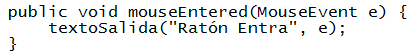 public void mouseEntered(MouseEvent e) {
    textoSalida("Ratón Entra", e);
}